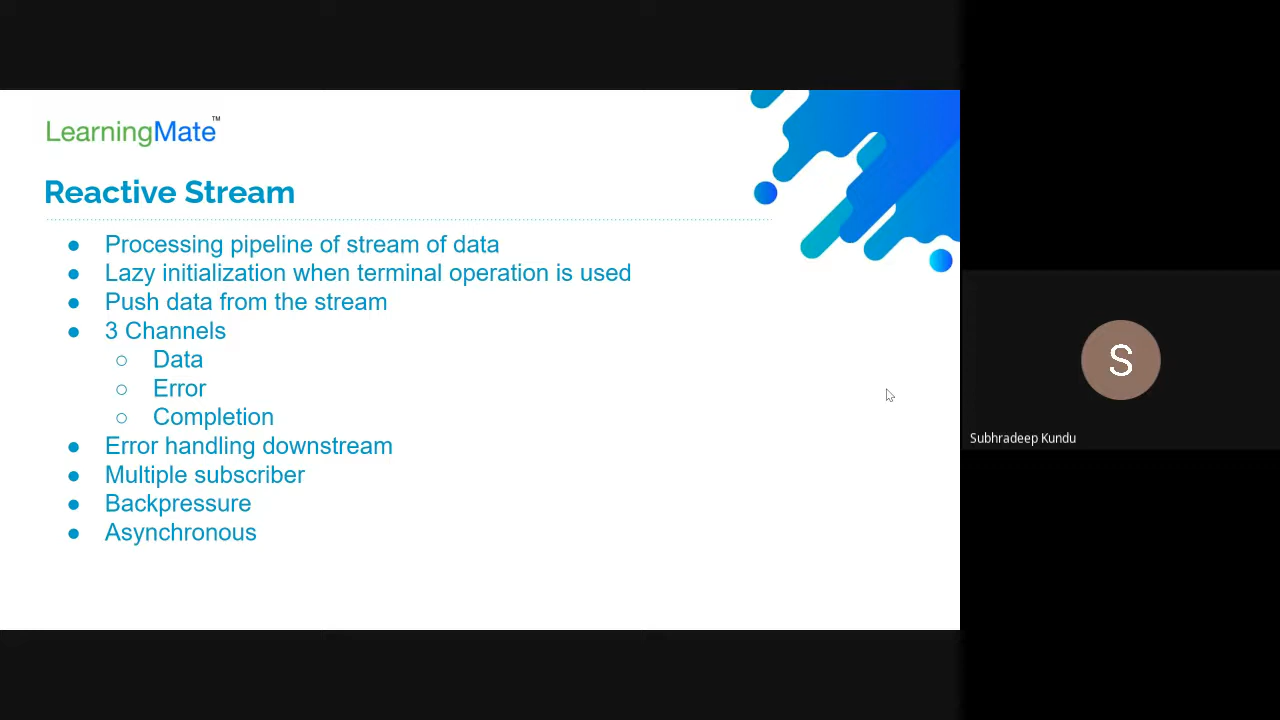 LearningMate™
Reactive Stream
● Processing pipeline of stream of data
● Lazy initialization when terminal operation is used
● Push data from the stream
● 3 Channels
○ Data
○ Error
○ Completion
● Error handling downstream
● Multiple subscriber
● Backpressure
● Asynchronous
S
Subhradeep Kundu